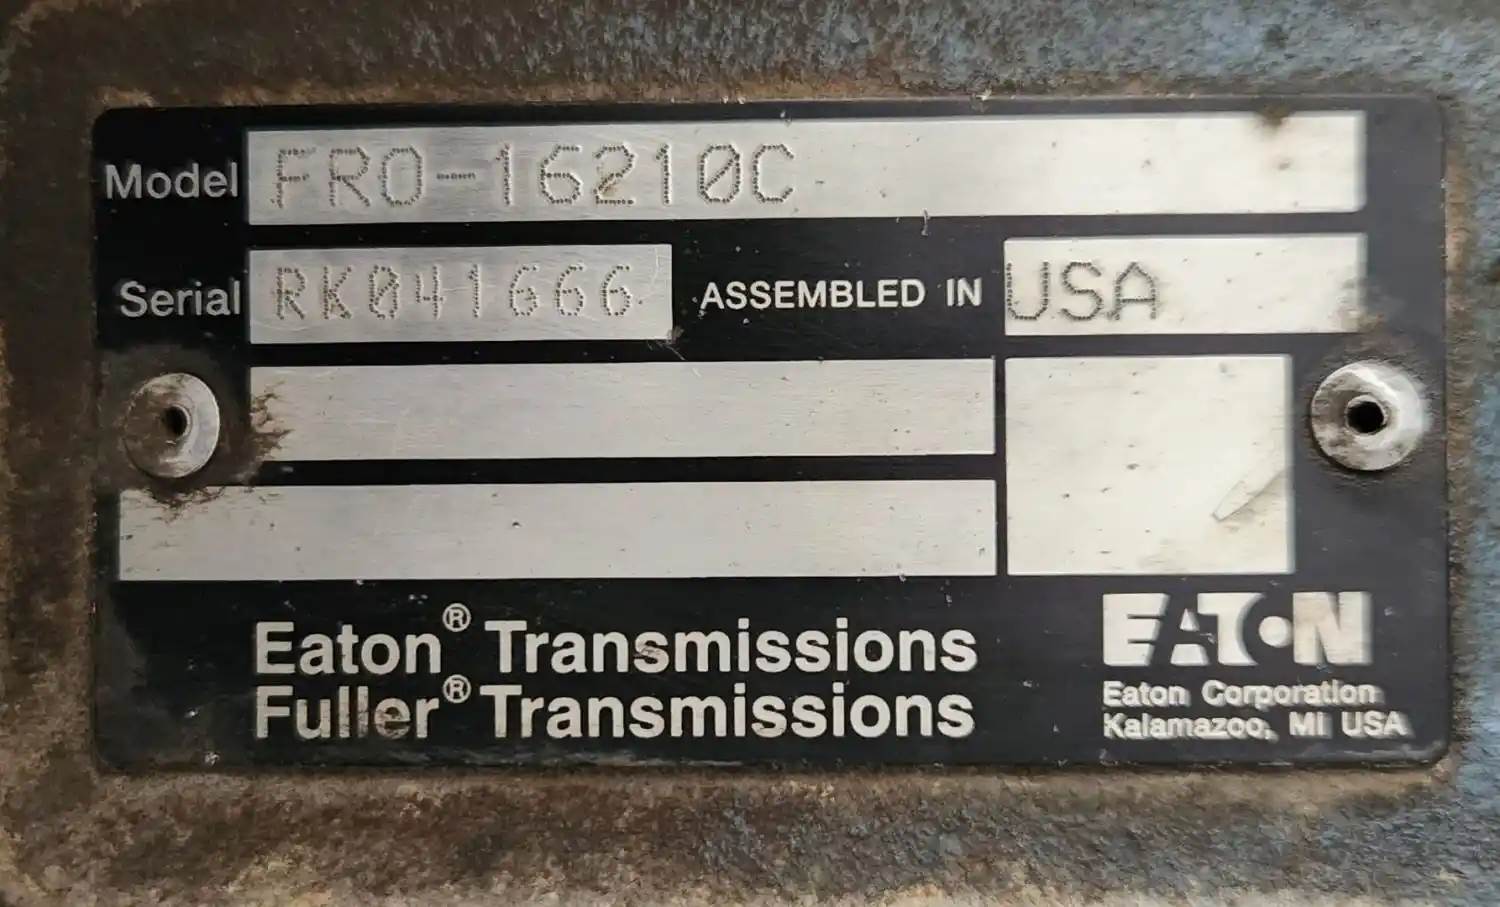 Model FRO-16210C
Serial RK041666 ASSEMBLED IN USA
Eaton® Transmissions
Fuller® Transmissions
EATON
Eaton Corporation
Kalamazoo, MI USA